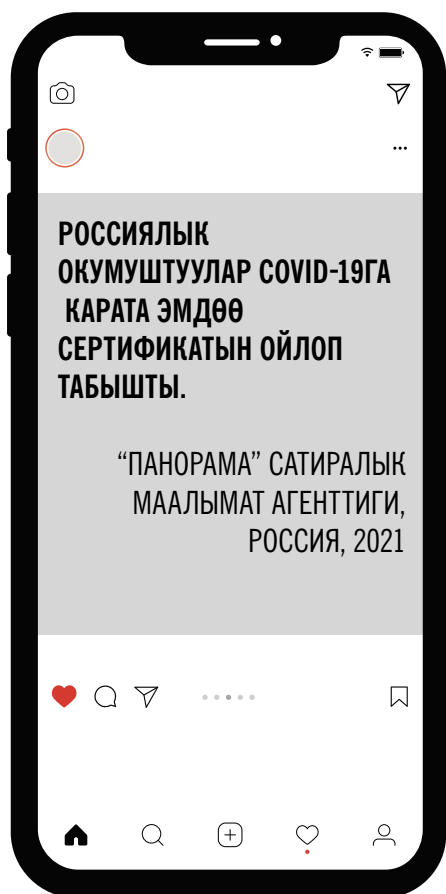 РОССИЯЛЫК
ОКУМУШТУУЛАР COVID-19ГА
КАРАТА ЭМДӨӨ
СЕРТИФИКАТЫН ОЙЛОП
ТАБЫШТЫ.
“ПАНОРАМА” САТИРАЛЫК
МААЛЫМАТ АГЕНТТИГИ,
РОССИЯ, 2021